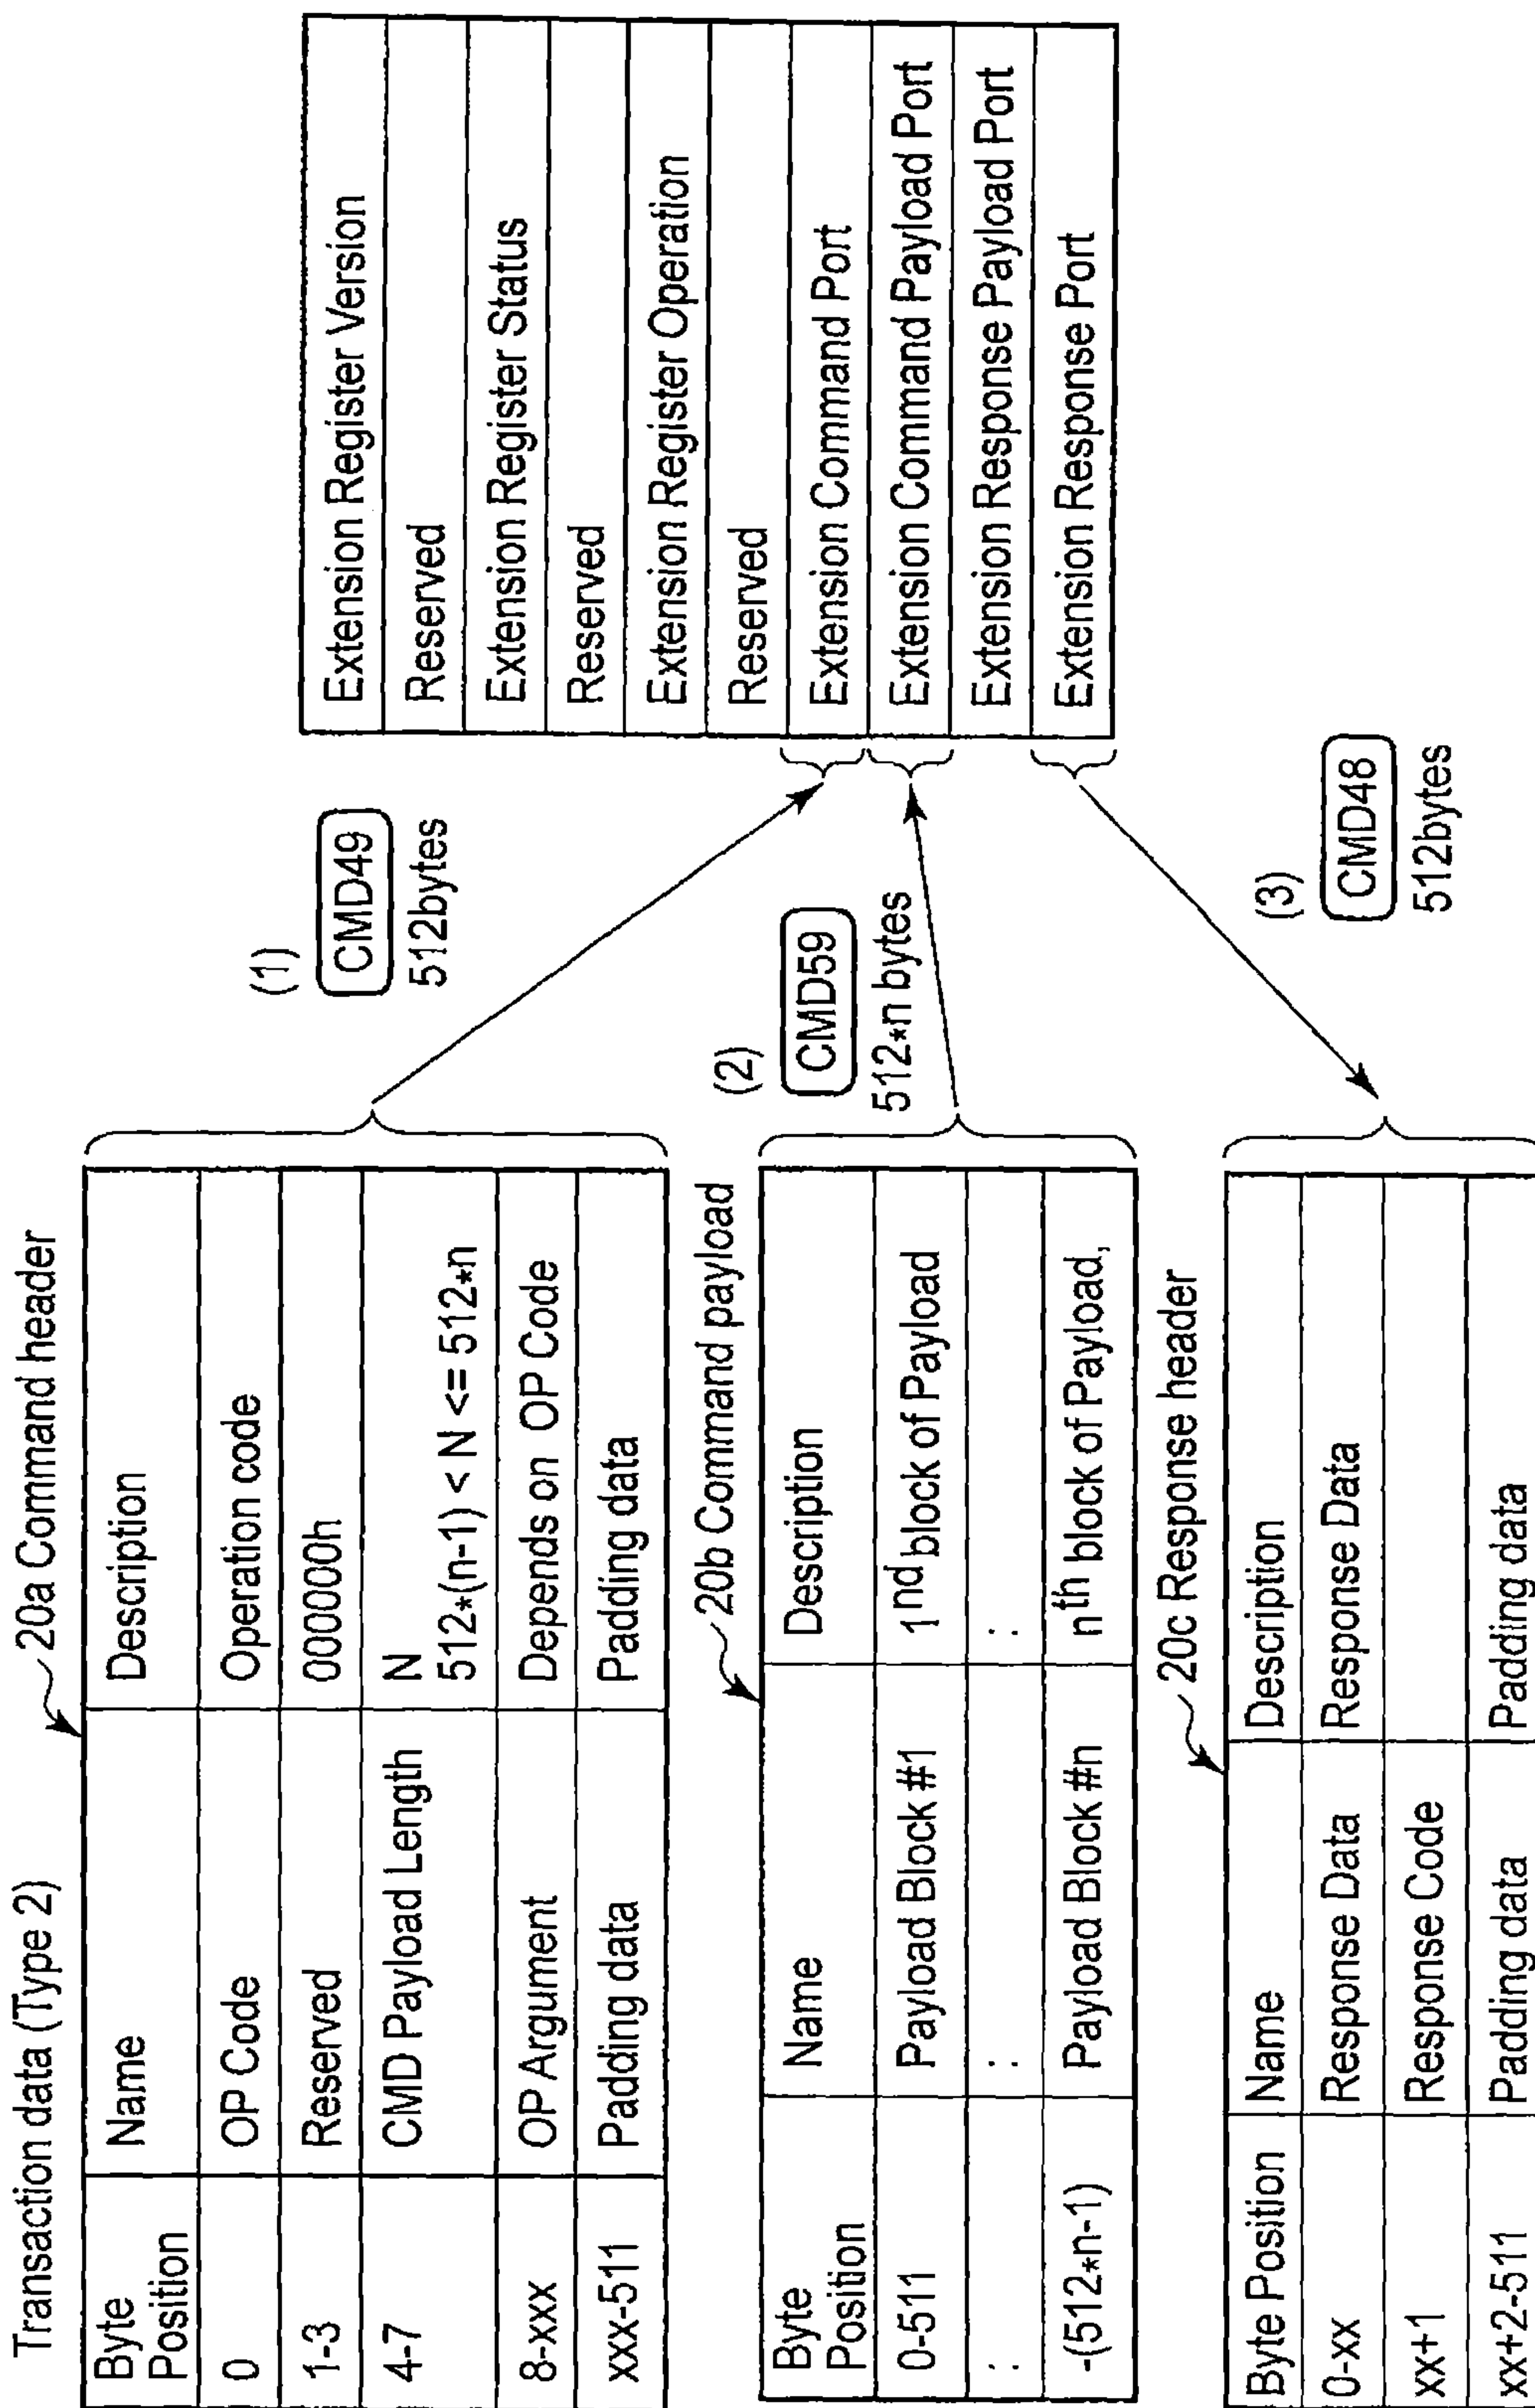 Transaction data (Type 2)
20a Command header
Byte Position Name Description
0 OP Code Operation code
1-3 Reserved 000000h
4-7 CMD Payload Length N
512*(n-1) < N <= 512*n
8-xxx OP Argument Depends on OP Code
xxx-511 Padding data Padding data
20b Command payload
Byte Position Name Description
0-511 Payload Block #1 1nd block of Payload
: : :
-(512*n-1) Payload Block #n nth block of Payload,
20c Response header
Byte Position Name Description
0-xx Response Data Response Data
xx+1 Response Code
xx+2-511 Padding data Padding data
(1)
CMD49
512bytes
(2)
CMD59
512*n bytes
(3)
CMD48
512bytes
Extension Register Version
Reserved
Extension Register Status
Reserved
Extension Register Operation
Reserved
Extension Command Port
Extension Command Payload Port
Extension Response Payload Port
Extension Response Port